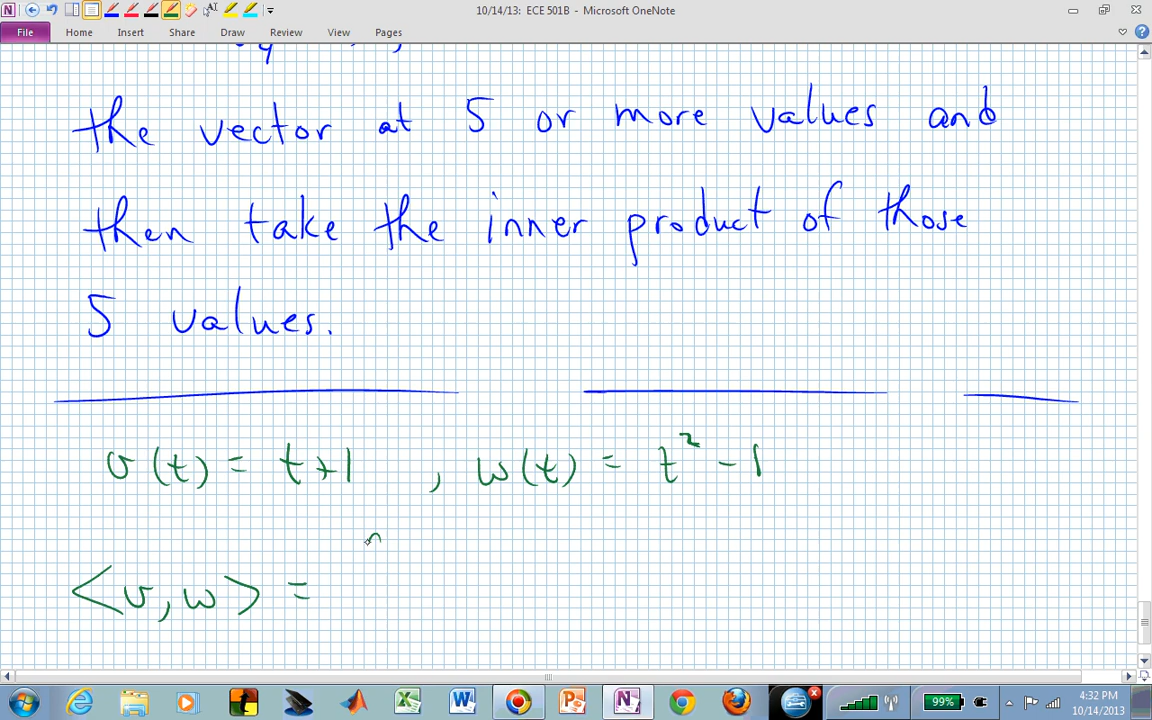 10/14/13: ECE 501B - Microsoft OneNote
File Home Insert Share Draw Review View Pages
the vector at 5 or more values and
then take the inner product of those
5 values.
v(t) = t+1 , w(t) = t² - 1
<v, w> =
99%
4:32 PM
10/14/2013